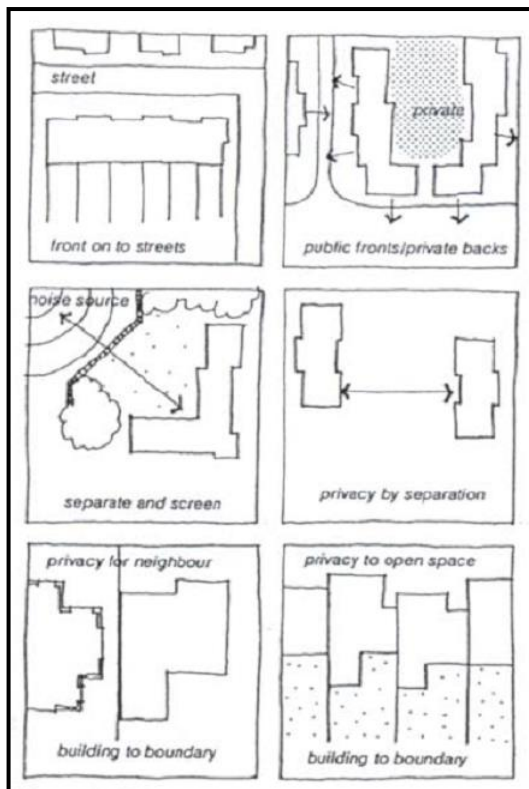 street
front on to streets
private
public fronts/private backs
noise source
separate and screen
privacy by separation
privacy for neighbour
building to boundary
privacy to open space
building to boundary